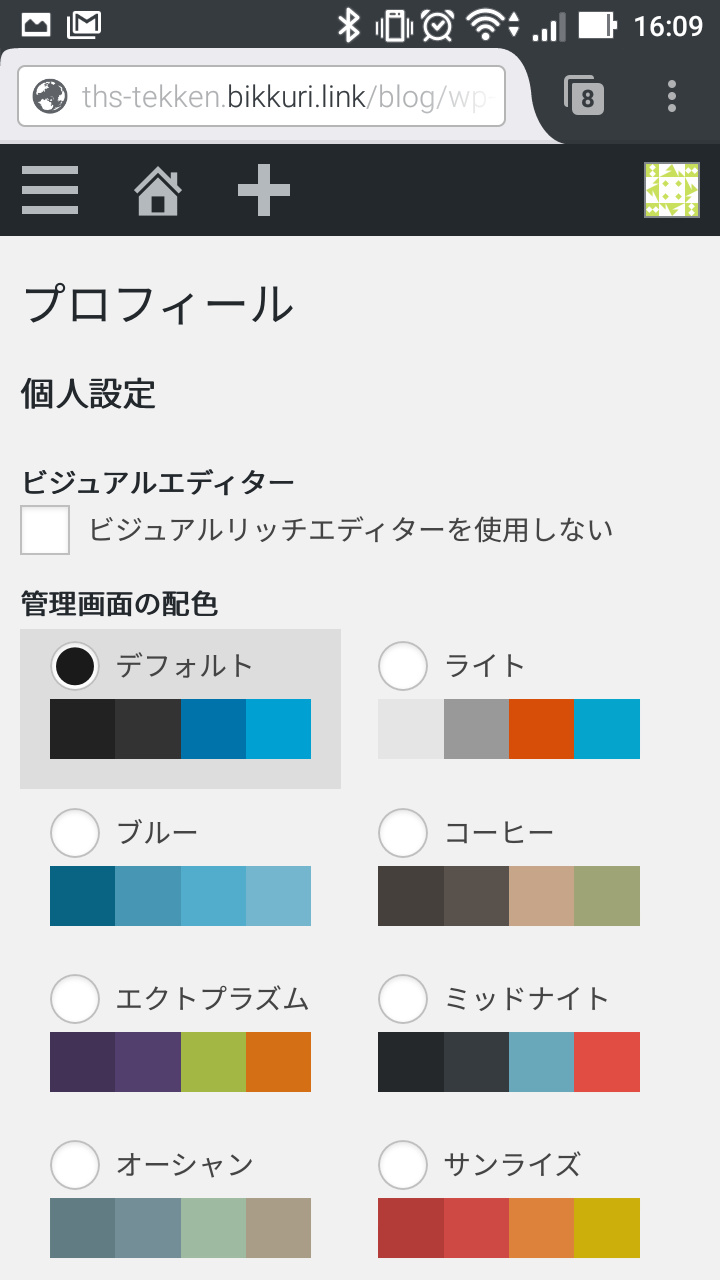 16:09
ths-tekken.bikkuri.link/blog/wp-
8
プロフィール
個人設定
ビジュアルエディター
ビジュアルリッチエディターを使用しない
管理画面の配色
デフォルト
ライト
ブルー
コーヒー
エクトプラズム
ミッドナイト
オーシャン
サンライズ